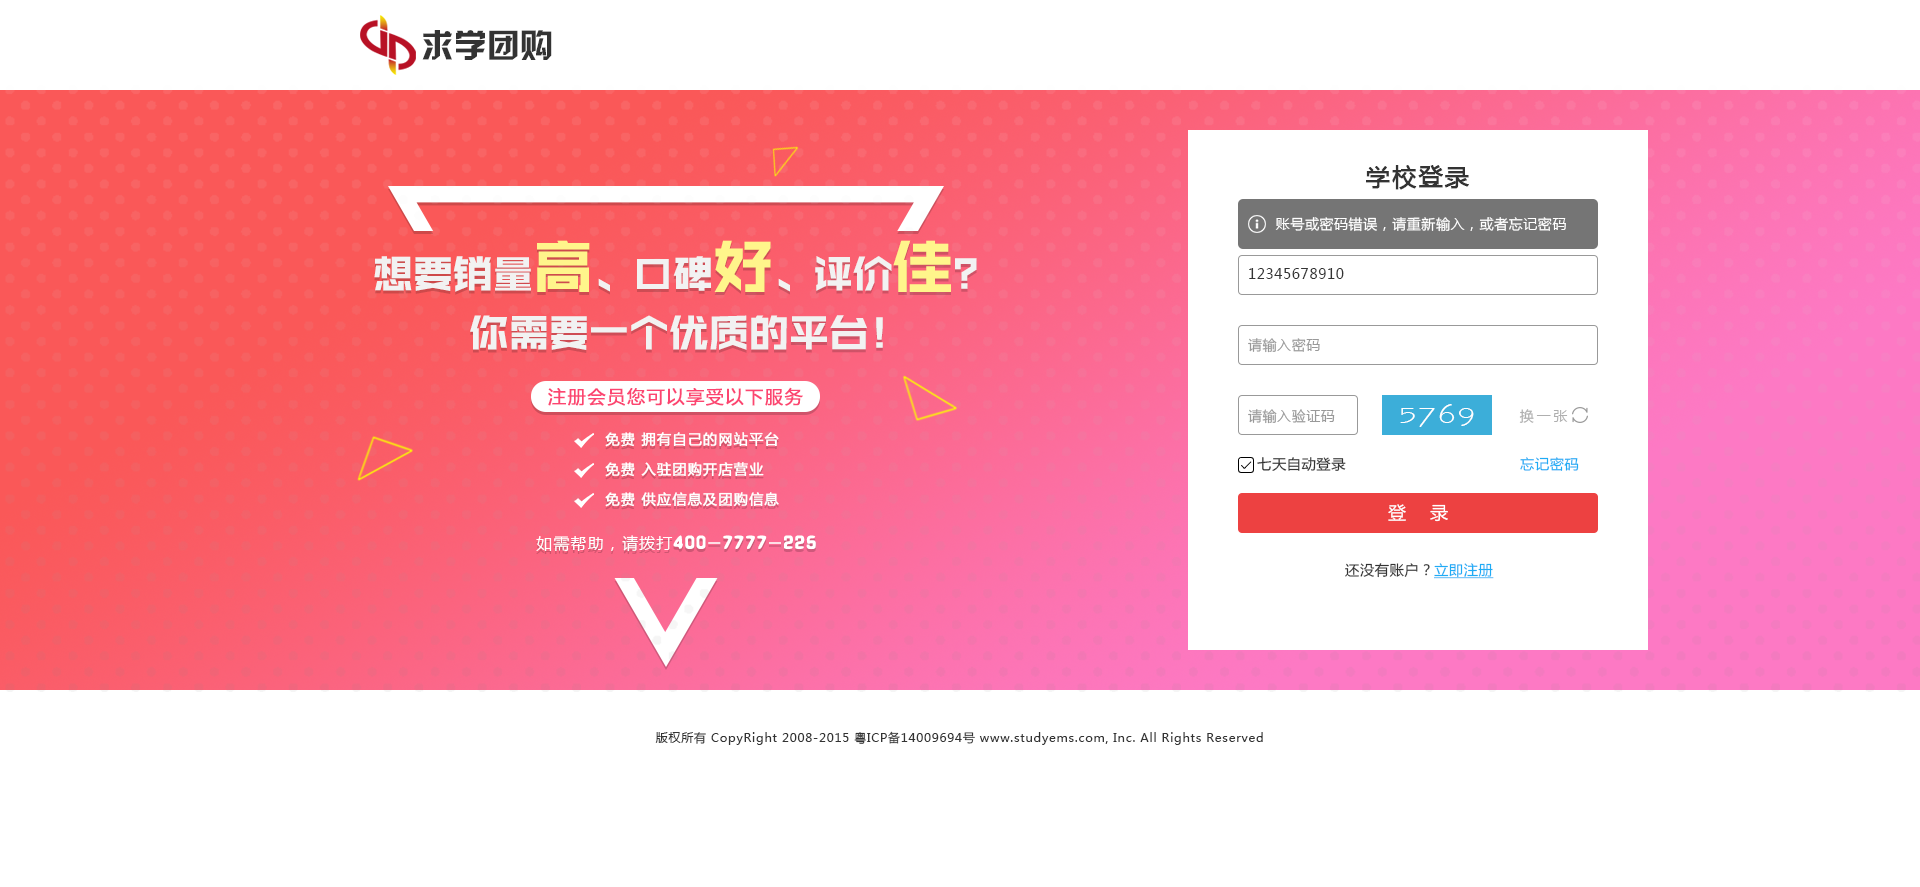 求学团购
想要销量高、口碑好、评价佳?
你需要一个优质的平台!
注册会员您可以享受以下服务
免费 拥有自己的网站平台
免费 入驻团购开店营业
免费 供应信息及团购信息
如需帮助，请拨打400-7777-226
学校登录
账号或密码错误，请重新输入，或者忘记密码
12345678910
请输入密码
请输入验证码 5769 换一张
七天自动登录 忘记密码
登 录
还没有账户？立即注册
版权所有 CopyRight 2008-2015 粤ICP备14009694号 www.studyems.com, Inc. All Rights Reserved